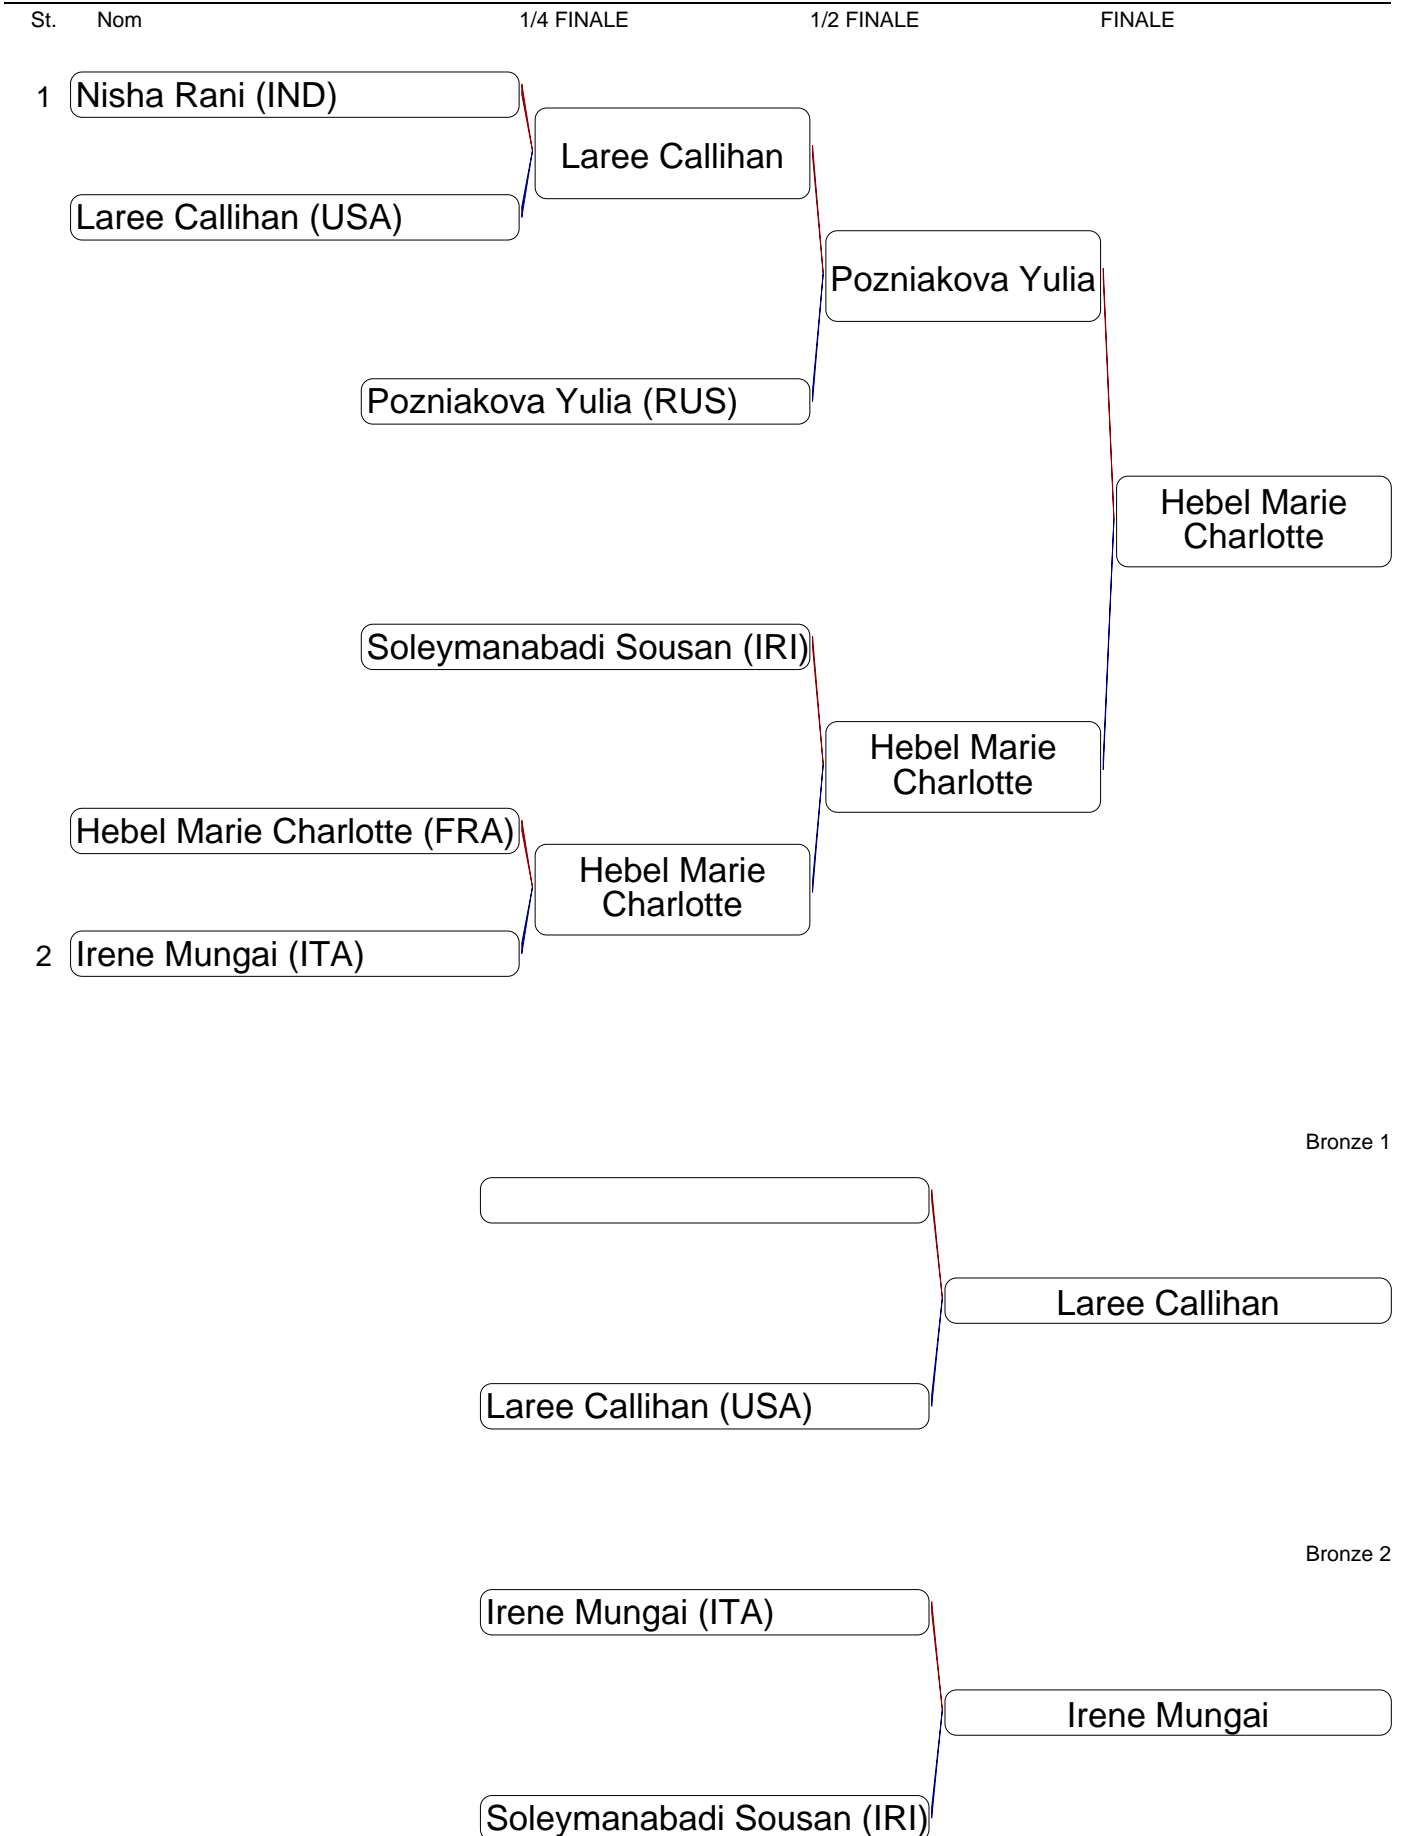 St. Nom 1/4 FINALE 1/2 FINALE FINALE
1 Nisha Rani (IND)
Laree Callihan
Laree Callihan (USA)
Pozniakova Yulia
Pozniakova Yulia (RUS)
Hebel Marie
Charlotte
Soleymanabadi Sousan (IRI)
Hebel Marie
Charlotte
Hebel Marie Charlotte (FRA)
Hebel Marie
Charlotte
2 Irene Mungai (ITA)
Bronze 1
Laree Callihan
Laree Callihan (USA)
Bronze 2
Irene Mungai (ITA)
Irene Mungai
Soleymanabadi Sousan (IRI)